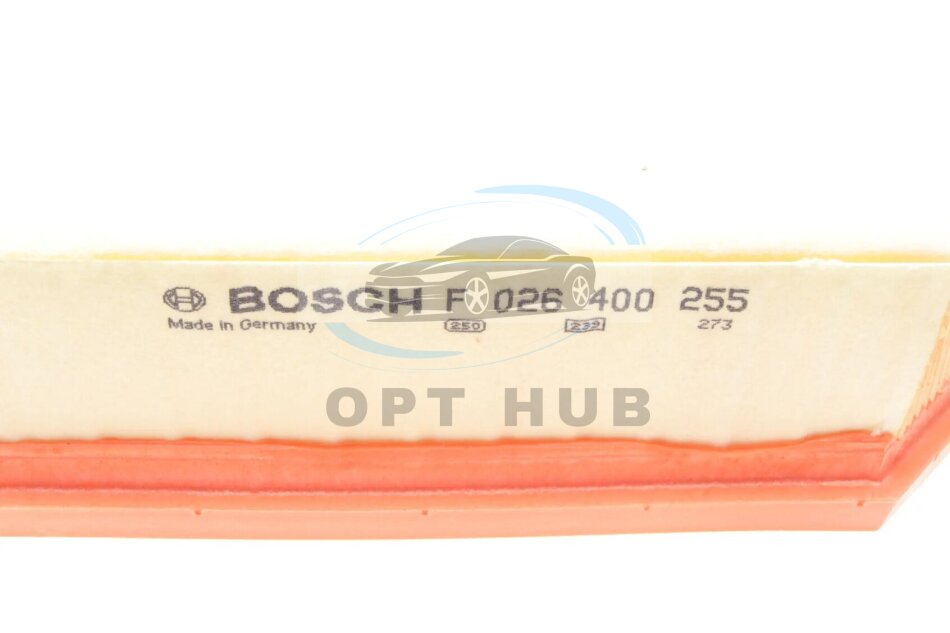 BOSCH F 026 400 255
Made in Germany 250 239 273
OPT HUB